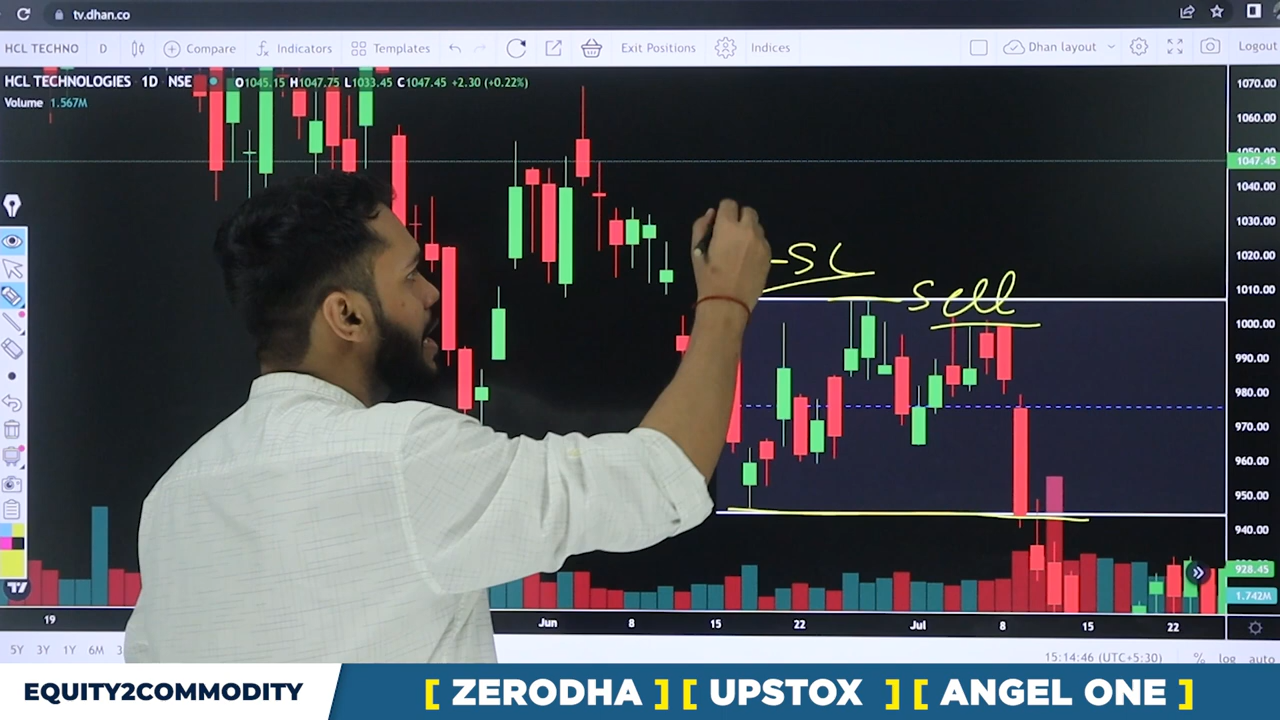 tv.dhan.co
HCL TECHNO D Compare Indicators Templates Exit Positions Indices Dhan layout Logout
HCL TECHNOLOGIES · 1D · NSE O1045.15 H1047.75 L1033.45 C1047.45 +2.30 (+0.22%)
Volume 1.567M
1070.00
1060.00
1050.00
1047.45
1040.00
1030.00
1020.00
1010.00
1000.00
990.00
980.00
970.00
960.00
950.00
940.00
928.45
1.742M
-SL
Sell
19 Jun 8 15 22 Jul 8 15 22
5Y 3Y 1Y 6M 15:14:46 (UTC+5:30) % log auto
EQUITY2COMMODITY [ ZERODHA ] [ UPSTOX ] [ ANGEL ONE ]